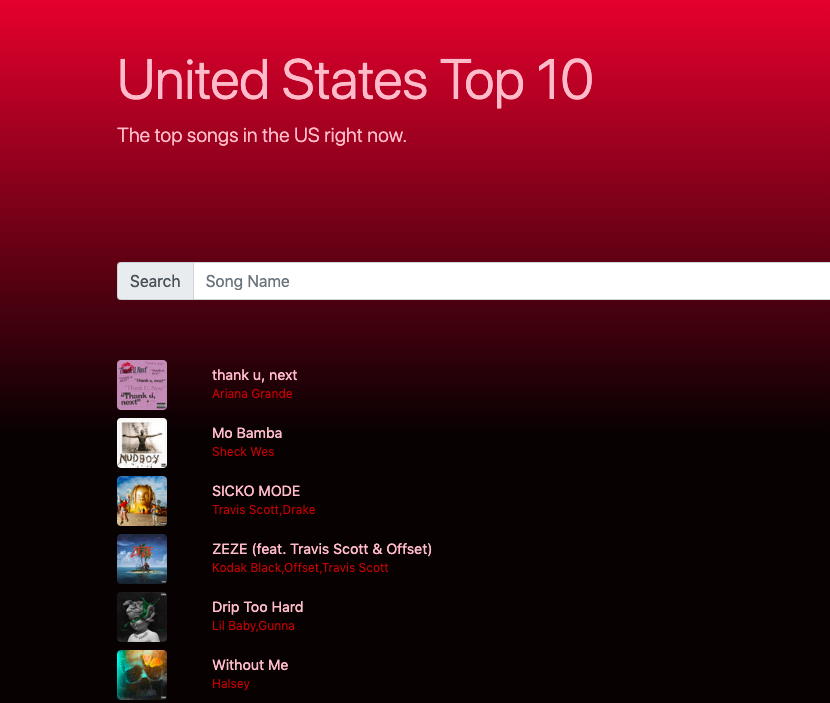 United States Top 10
The top songs in the US right now.
Search
Song Name
thank u, next
Ariana Grande
Mo Bamba
Sheck Wes
SICKO MODE
Travis Scott,Drake
ZEZE (feat. Travis Scott & Offset)
Kodak Black,Offset,Travis Scott
Drip Too Hard
Lil Baby,Gunna
Without Me
Halsey